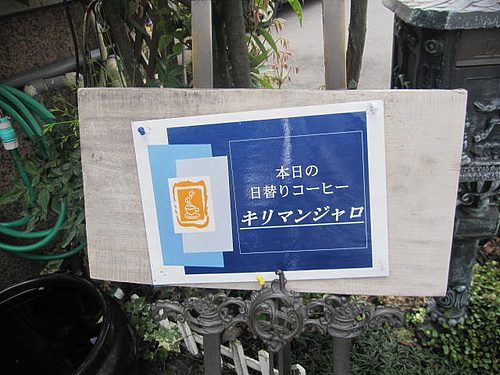 本日の
日替りコーヒー
キリマンジャロ